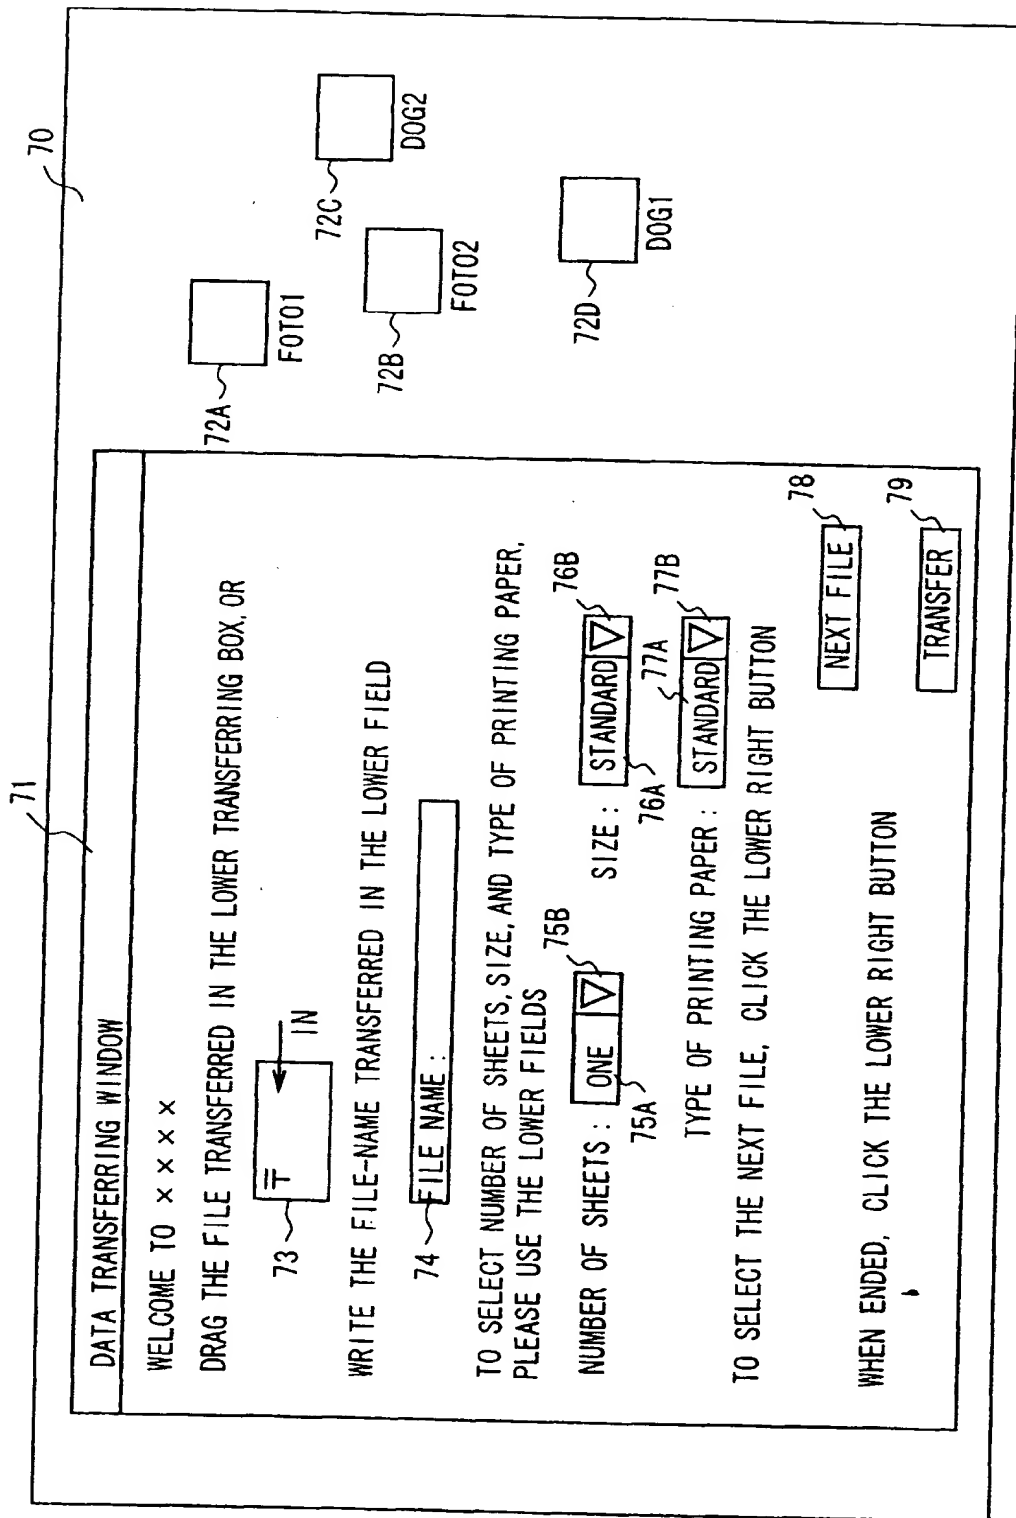 70
71
DATA TRANSFERRING WINDOW
WELCOME TO × × × ×
DRAG THE FILE TRANSFERRED IN THE LOWER TRANSFERRING BOX, OR
73
T
IN
WRITE THE FILE-NAME TRANSFERRED IN THE LOWER FIELD
74
FILE NAME :
TO SELECT NUMBER OF SHEETS, SIZE, AND TYPE OF PRINTING PAPER,
PLEASE USE THE LOWER FIELDS
75B
76B
NUMBER OF SHEETS : ONE ▽ SIZE : STANDARD ▽
75A
76A
77A
77B
TYPE OF PRINTING PAPER : STANDARD ▽
TO SELECT THE NEXT FILE, CLICK THE LOWER RIGHT BUTTON
78
NEXT FILE
WHEN ENDED, CLICK THE LOWER RIGHT BUTTON
79
TRANSFER
72A
FOTO1
72B
FOTO2
72C
DOG2
72D
DOG1